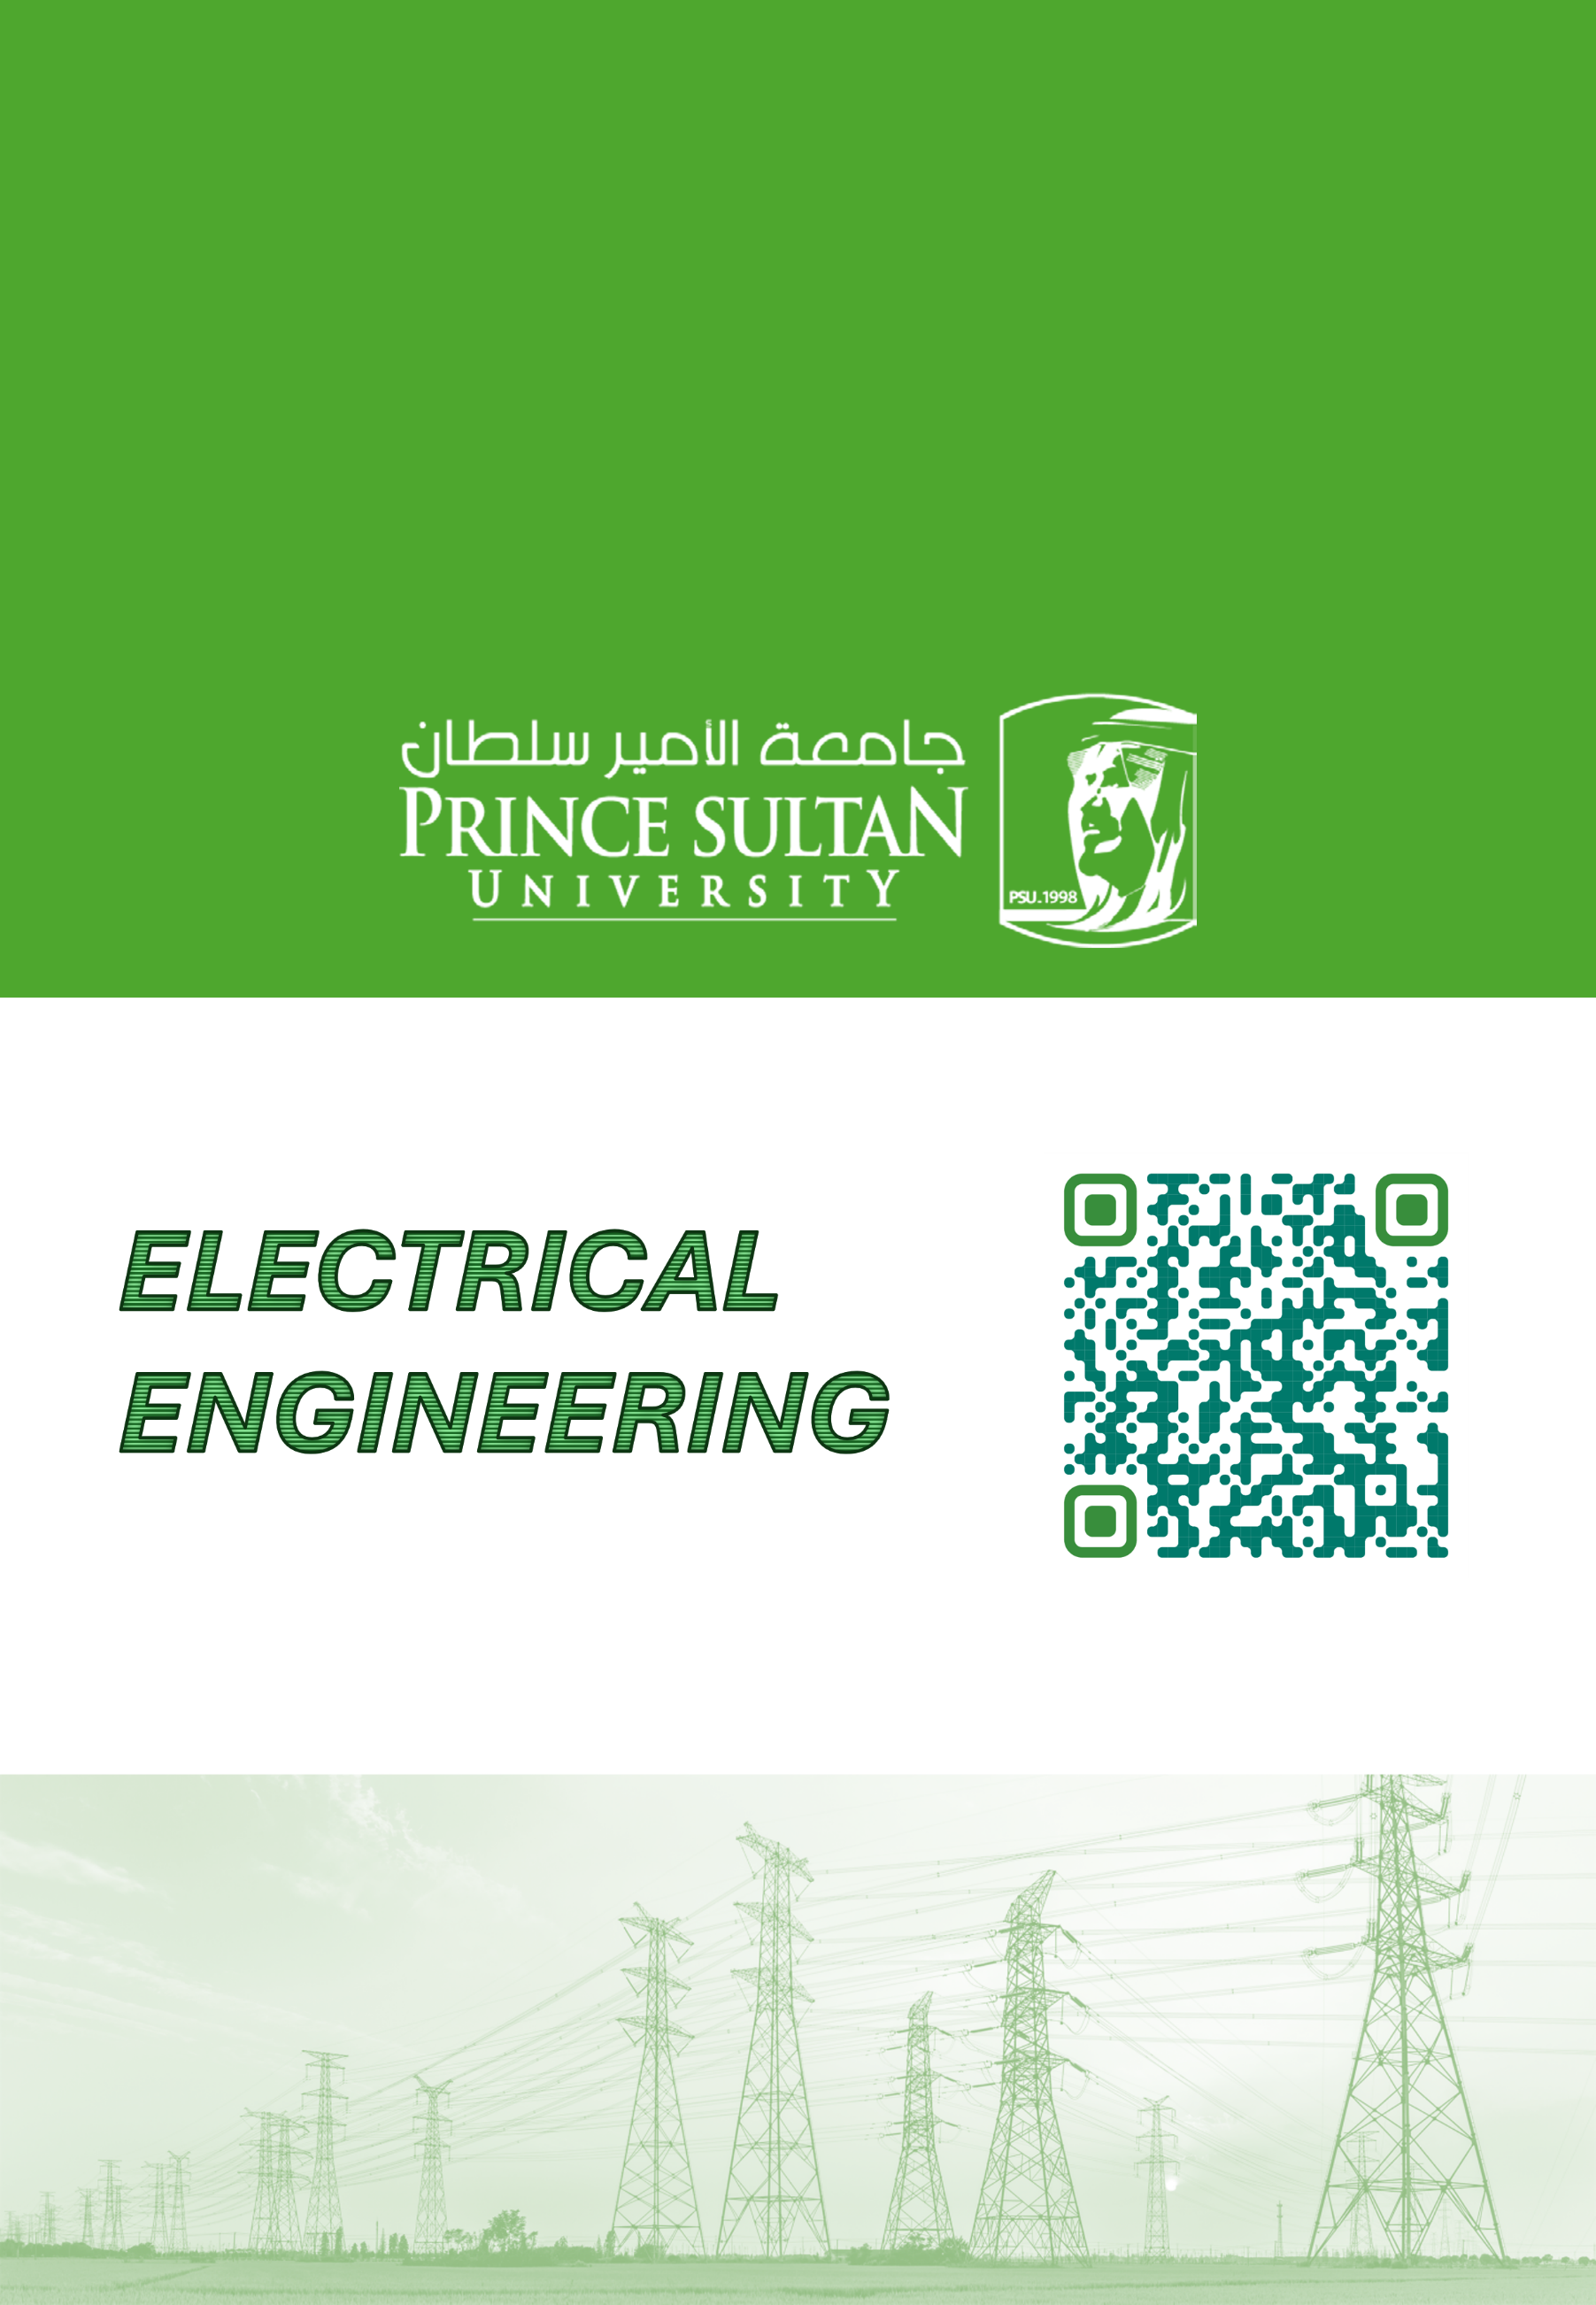 جامعة الأمير سلطان
PRINCE SULTAN
UNIVERSITY
PSU.1998
ELECTRICAL
ENGINEERING